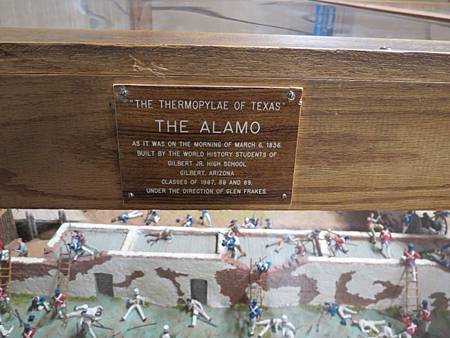 "THE THERMOPYLAE OF TEXAS"
THE ALAMO
AS IT WAS ON THE MORNING OF MARCH 6, 1836
BUILT BY THE WORLD HISTORY STUDENTS OF
GILBERT JR. HIGH SCHOOL
GILBERT, ARIZONA
CLASSES OF 1987, 88 AND 89,
UNDER THE DIRECTION OF GLEN FRAKES.